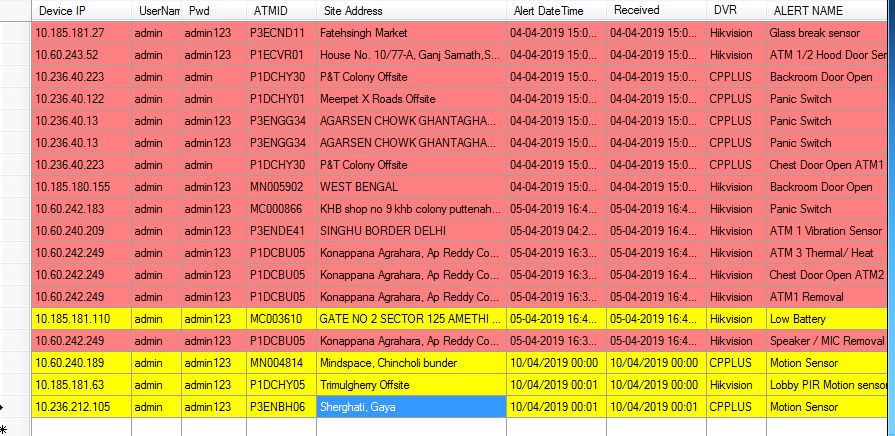 Device IP UserNam Pwd ATMID Site Address Alert DateTime Received DVR ALERT NAME
10.185.181.27 admin admin123 P3ECND11 Fatehsingh Market 04-04-2019 15:0... 04-04-2019 15:0... Hikvision Glass break sensor
10.60.243.52 admin admin123 P1ECVR01 House No. 10/77-A, Ganj Sarnath,S... 04-04-2019 15:0... 04-04-2019 15:0... Hikvision ATM 1/2 Hood Door Ser
10.236.40.223 admin admin P1DCHY30 P&T Colony Offsite 04-04-2019 15:0... 04-04-2019 15:0... CPPLUS Backroom Door Open
10.236.40.122 admin admin P1DCHY01 Meerpet X Roads Offsite 04-04-2019 15:0... 04-04-2019 15:0... CPPLUS Panic Switch
10.236.40.13 admin admin123 P3ENGG34 AGARSEN CHOWK GHANTAGHA... 04-04-2019 15:0... 04-04-2019 15:0... CPPLUS Panic Switch
10.236.40.13 admin admin123 P3ENGG34 AGARSEN CHOWK GHANTAGHA... 04-04-2019 15:0... 04-04-2019 15:0... CPPLUS Panic Switch
10.236.40.223 admin admin P1DCHY30 P&T Colony Offsite 04-04-2019 15:0... 04-04-2019 15:0... CPPLUS Chest Door Open ATM1
10.185.180.155 admin admin123 MN005902 WEST BENGAL 04-04-2019 15:0... 04-04-2019 15:0... Hikvision Backroom Door Open
10.60.242.183 admin admin123 MC000866 KHB shop no 9 khb colony puttenah... 05-04-2019 16:4... 05-04-2019 16:4... Hikvision Panic Switch
10.60.240.209 admin admin123 P3ENDE41 SINGHU BORDER DELHI 05-04-2019 04:2... 05-04-2019 16:4... Hikvision ATM 1 Vibration Sensor
10.60.242.249 admin admin123 P1DCBU05 Konappana Agrahara, Ap Reddy Co... 05-04-2019 16:3... 05-04-2019 16:4... Hikvision ATM 3 Thermal/ Heat
10.60.242.249 admin admin123 P1DCBU05 Konappana Agrahara, Ap Reddy Co... 05-04-2019 16:3... 05-04-2019 16:4... Hikvision Chest Door Open ATM2
10.60.242.249 admin admin123 P1DCBU05 Konappana Agrahara, Ap Reddy Co... 05-04-2019 16:3... 05-04-2019 16:4... Hikvision ATM1 Removal
10.185.181.110 admin admin123 MC003610 GATE NO 2 SECTOR 125 AMETHI ... 05-04-2019 16:4... 05-04-2019 16:4... Hikvision Low Battery
10.60.242.249 admin admin123 P1DCBU05 Konappana Agrahara, Ap Reddy Co... 05-04-2019 16:3... 05-04-2019 16:4... Hikvision Speaker / MIC Removal
10.60.240.189 admin admin123 MN004814 Mindspace, Chincholi bunder 10/04/2019 00:00 10/04/2019 00:00 CPPLUS Motion Sensor
10.185.181.63 admin admin123 P1DCHY05 Trimulgherry Offsite 10/04/2019 00:01 10/04/2019 00:01 Hikvision Lobby PIR Motion sensor
10.236.212.105 admin admin123 P3ENBH06 Sherghati, Gaya 10/04/2019 00:01 10/04/2019 00:01 CPPLUS Motion Sensor